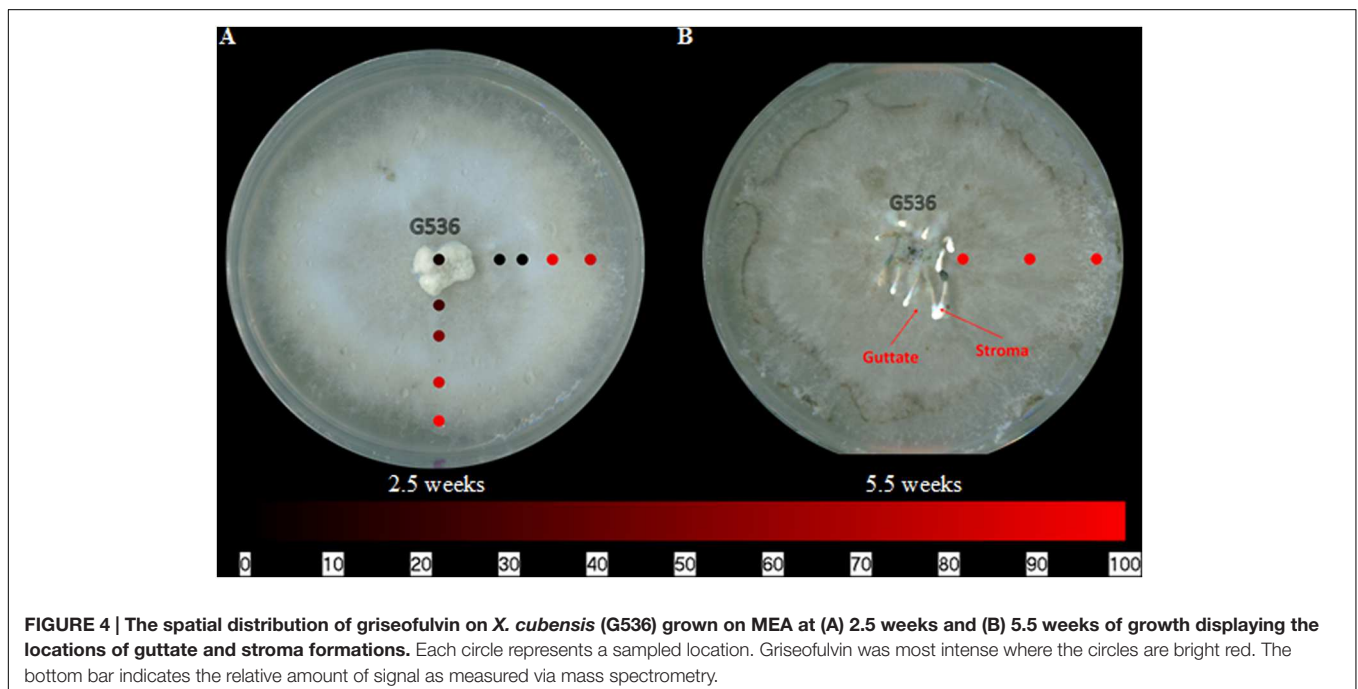 A
B
G536
G536
Guttate
Stroma
2.5 weeks
5.5 weeks
0 10 20 30 40 50 60 70 80 90 100
FIGURE 4 | The spatial distribution of griseofulvin on X. cubensis (G536) grown on MEA at (A) 2.5 weeks and (B) 5.5 weeks of growth displaying the
locations of guttate and stroma formations. Each circle represents a sampled location. Griseofulvin was most intense where the circles are bright red. The
bottom bar indicates the relative amount of signal as measured via mass spectrometry.